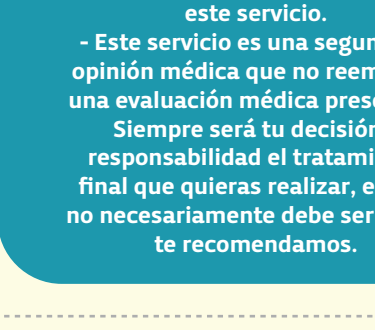 este servicio.
- Este servicio es una segun
opinión médica que no reem
una evaluación médica prese
Siempre será tu decisión
responsabilidad el tratami
final que quieras realizar, e
no necesariamente debe ser
te recomendamos.